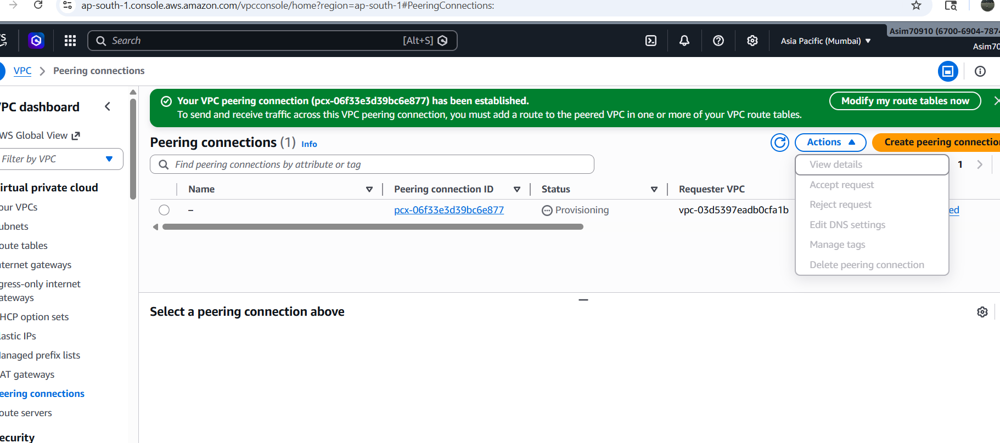 ap-south-1.console.aws.amazon.com/vpcconsole/home?region=ap-south-1#PeeringConnections:
Search
[Alt+S]
Asia Pacific (Mumbai)
Asim70910 (6700-6904-787
Asim70
VPC
Peering connections
VPC dashboard
WS Global View
Filter by VPC
irtual private cloud
our VPCs
ubnets
oute tables
nternet gateways
gress-only internet
ateways
HCP option sets
lastic IPs
anaged prefix lists
AT gateways
eering connections
oute servers
ecurity
Your VPC peering connection (pcx-06f33e3d39bc6e877) has been established.
To send and receive traffic across this VPC peering connection, you must add a route to the peered VPC in one or more of your VPC route tables.
Modify my route tables now
Peering connections (1) Info
Actions
Create peering connectio
Find peering connections by attribute or tag
1
View details
Accept request
Reject request
Edit DNS settings
Manage tags
Delete peering connection
Name
Peering connection ID
Status
Requester VPC
–
pcx-06f33e3d39bc6e877
Provisioning
vpc-03d5397eadb0cfa1b
ed
Select a peering connection above